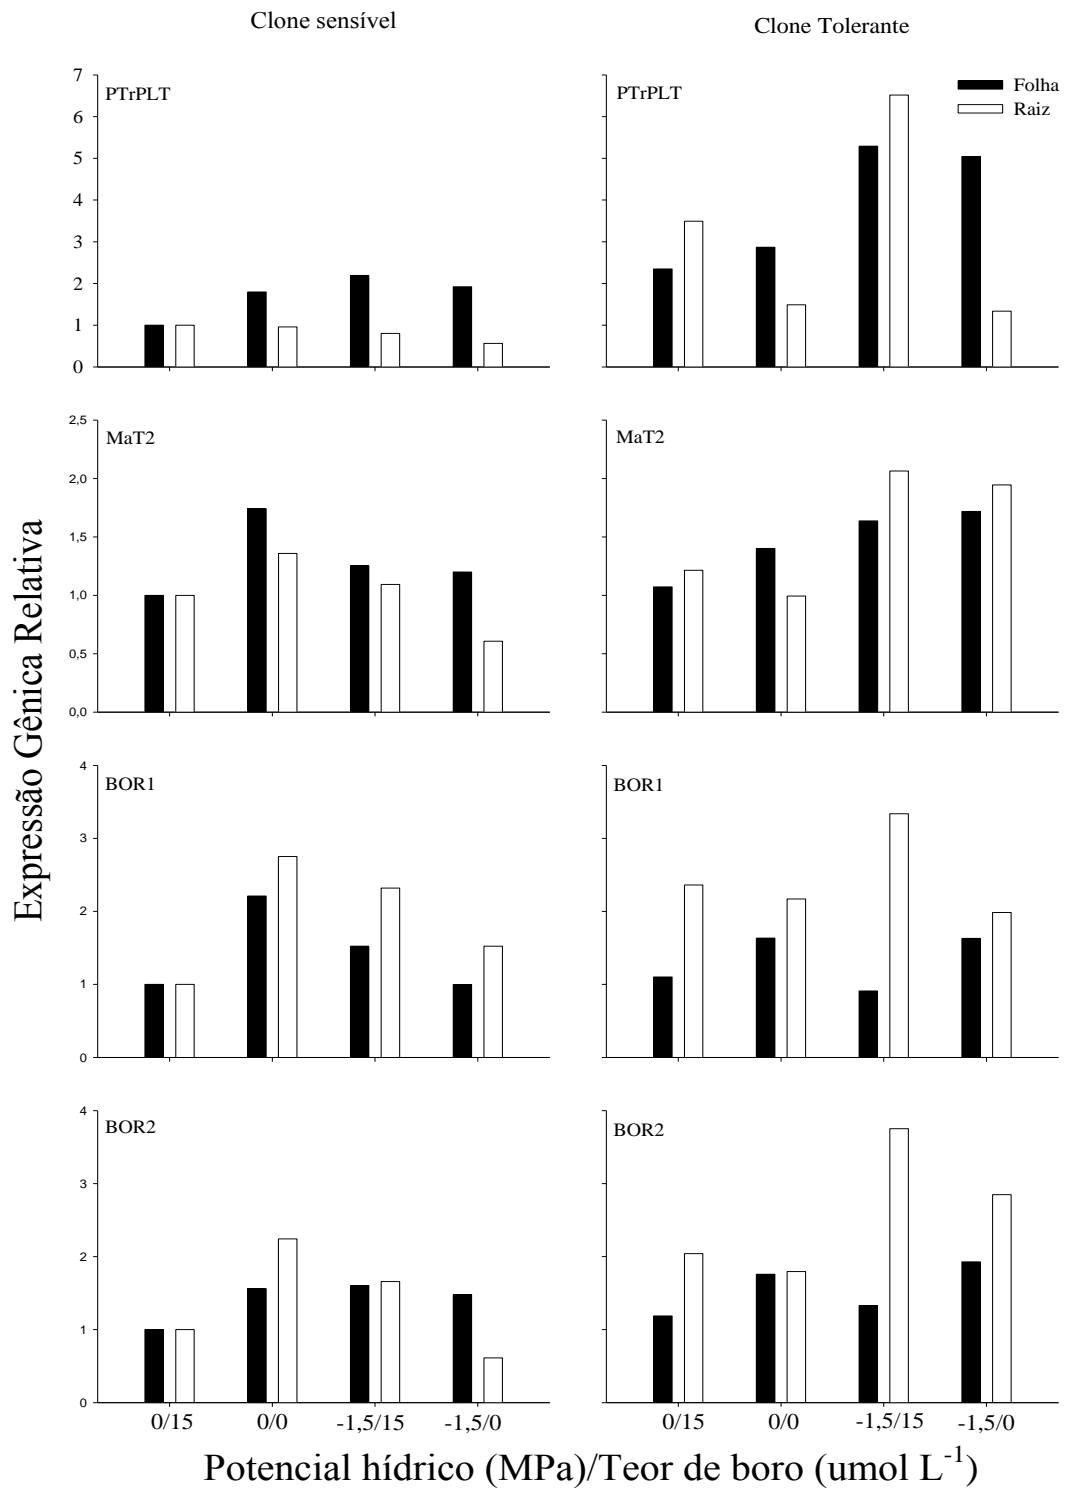 Clone sensível
Clone Tolerante
7
6
5
4
3
2
1
0
PTrPLT
PTrPLT
Folha
Raiz
2,5
2,0
1,5
1,0
0,5
0,0
MaT2
MaT2
4
3
2
1
0
BOR1
BOR1
4
3
2
1
0
BOR2
BOR2
0/15 0/0 -1,5/15 -1,5/0
0/15 0/0 -1,5/15 -1,5/0
Expressão Gênica Relativa
Potencial hídrico (MPa)/Teor de boro (umol L⁻¹)